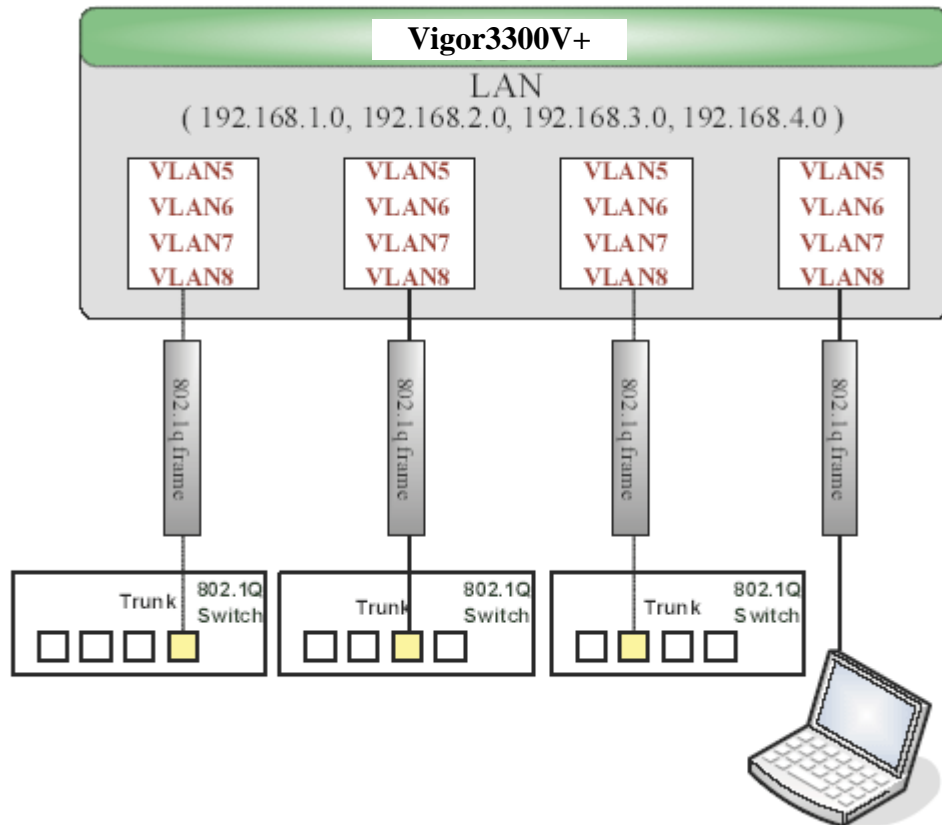 Vigor3300V+
LAN
( 192.168.1.0, 192.168.2.0, 192.168.3.0, 192.168.4.0 )
VLAN5
VLAN6
VLAN7
VLAN8
VLAN5
VLAN6
VLAN7
VLAN8
VLAN5
VLAN6
VLAN7
VLAN8
VLAN5
VLAN6
VLAN7
VLAN8
802.1q frame
802.1q frame
802.1q frame
802.1q frame
Trunk
802.1Q
Switch
Trunk
802.1Q
Switch
Trunk
802.1Q
Switch